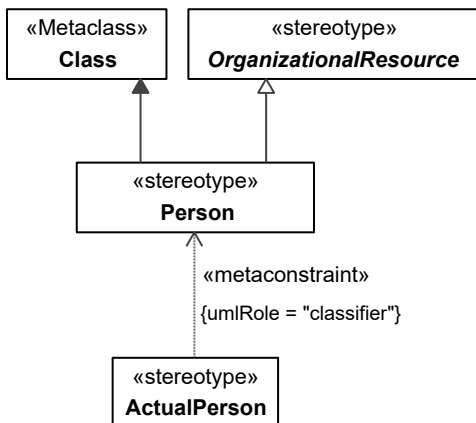 «Metaclass»
Class
«stereotype»
OrganizationalResource
«stereotype»
Person
«metaconstraint»
{umlRole = "classifier"}
«stereotype»
ActualPerson